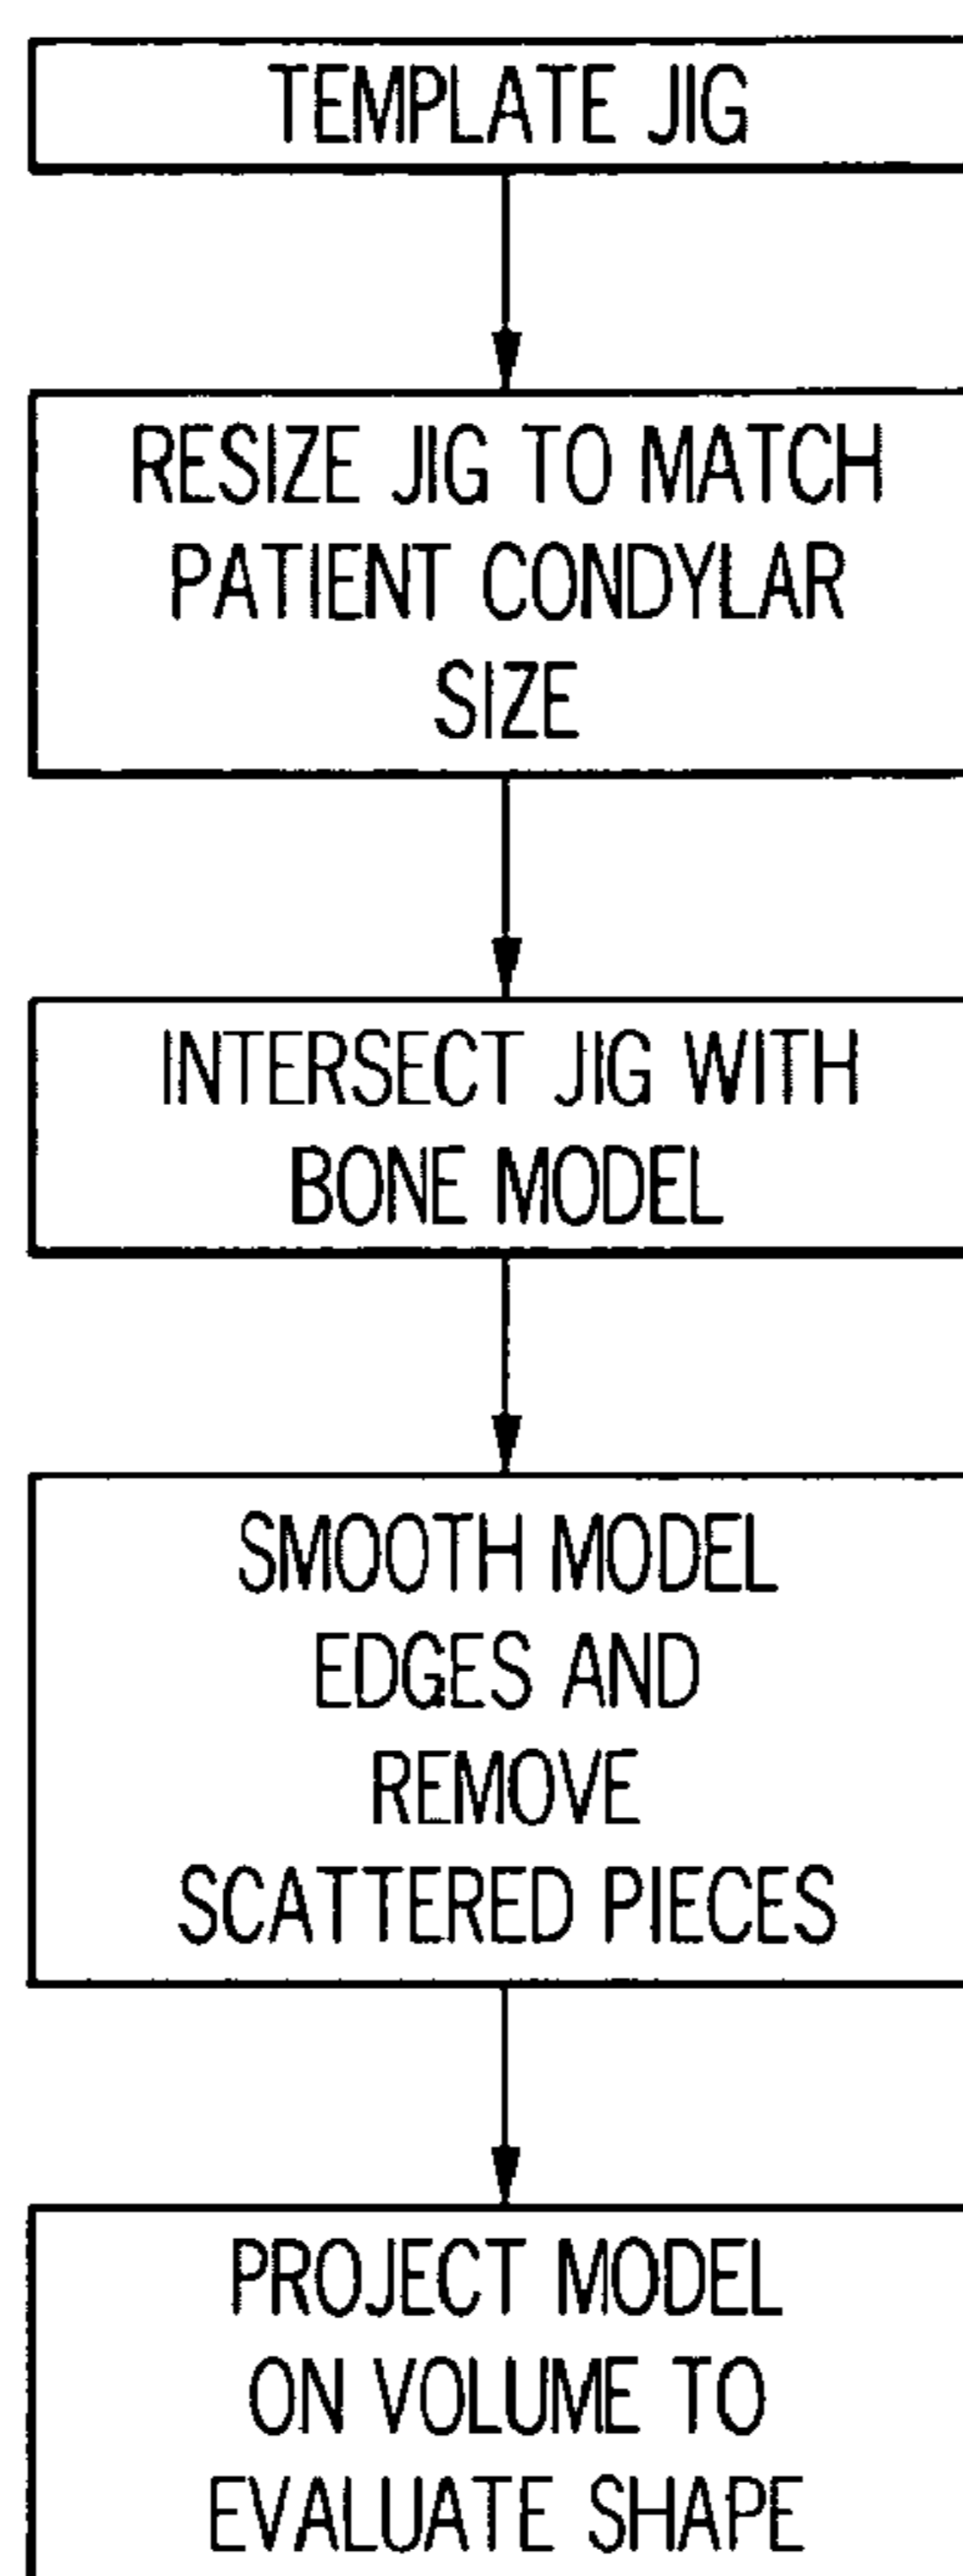 TEMPLATE JIG
RESIZE JIG TO MATCH
PATIENT CONDYLAR
SIZE
INTERSECT JIG WITH
BONE MODEL
SMOOTH MODEL
EDGES AND
REMOVE
SCATTERED PIECES
PROJECT MODEL
ON VOLUME TO
EVALUATE SHAPE